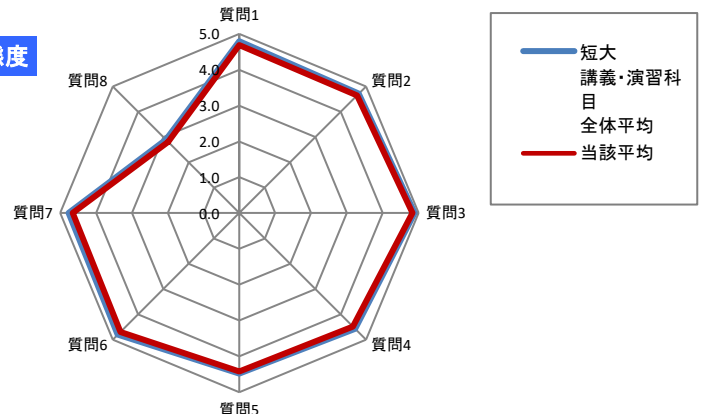 質問1
5.0
態度
4.0
質問8
質問2
3.0
2.0
1.0
質問7
0.0
質問3
質問6
質問4
質問5
短大
講義・演習科
目
全体平均
当該平均